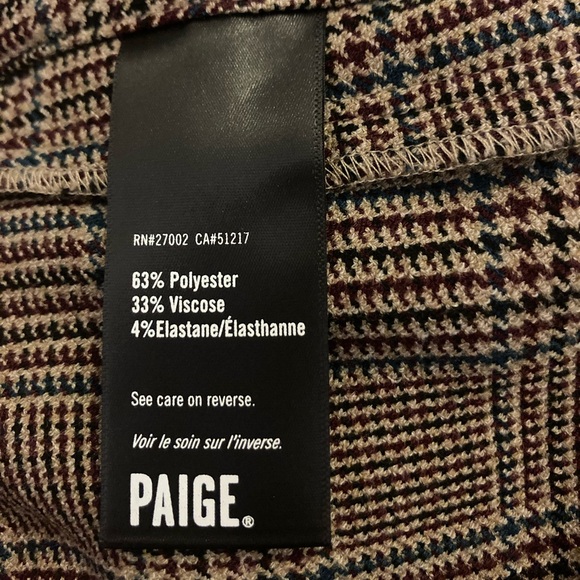 RN#27002 CA#51217
63% Polyester
33% Viscose
4%Elastane/Élasthanne
See care on reverse.
Voir le soin sur l'inverse.
PAIGE®